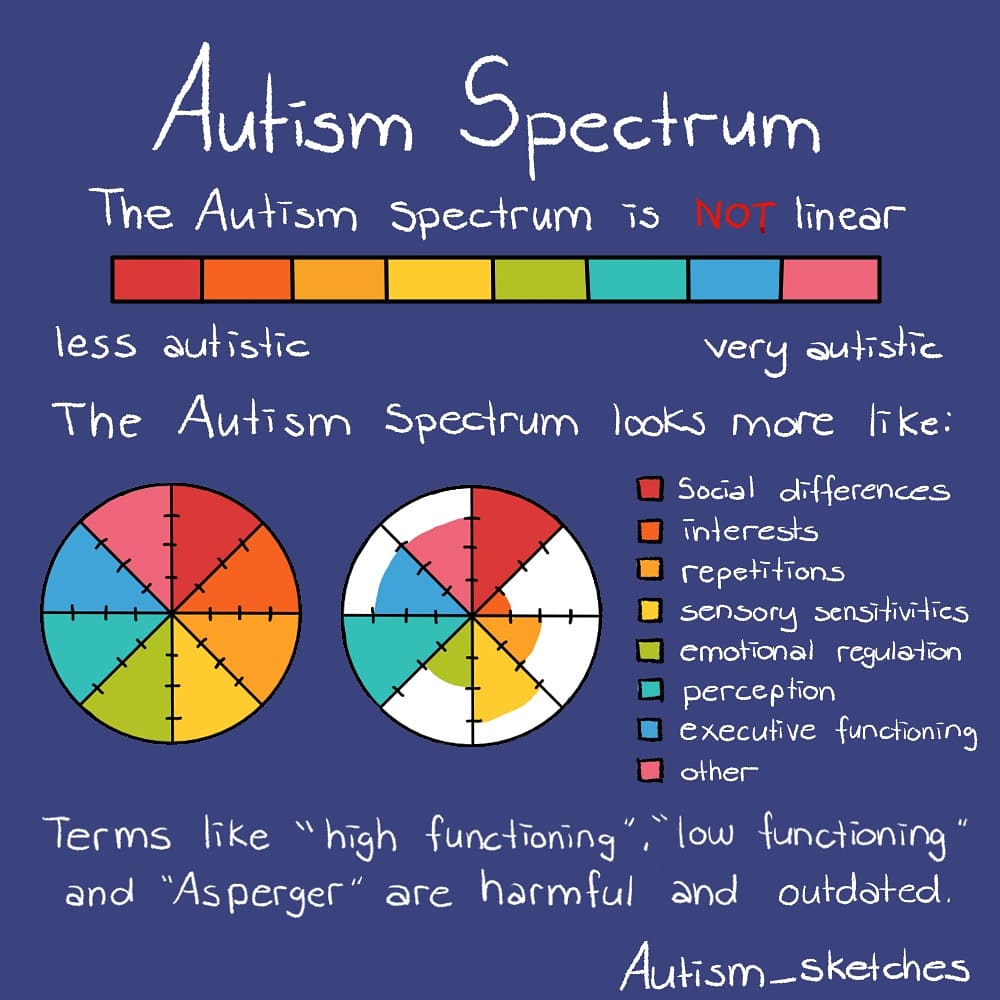 Autism Spectrum
The Autism Spectrum is NOT linear
less autistic
very autistic
The Autism Spectrum looks more like:
Social differences
interests
repetitions
sensory sensitivities
emotional regulation
perception
executive functioning
other
Terms like "high functioning", "low functioning"
and "Asperger" are harmful and outdated.
Autism_sketches